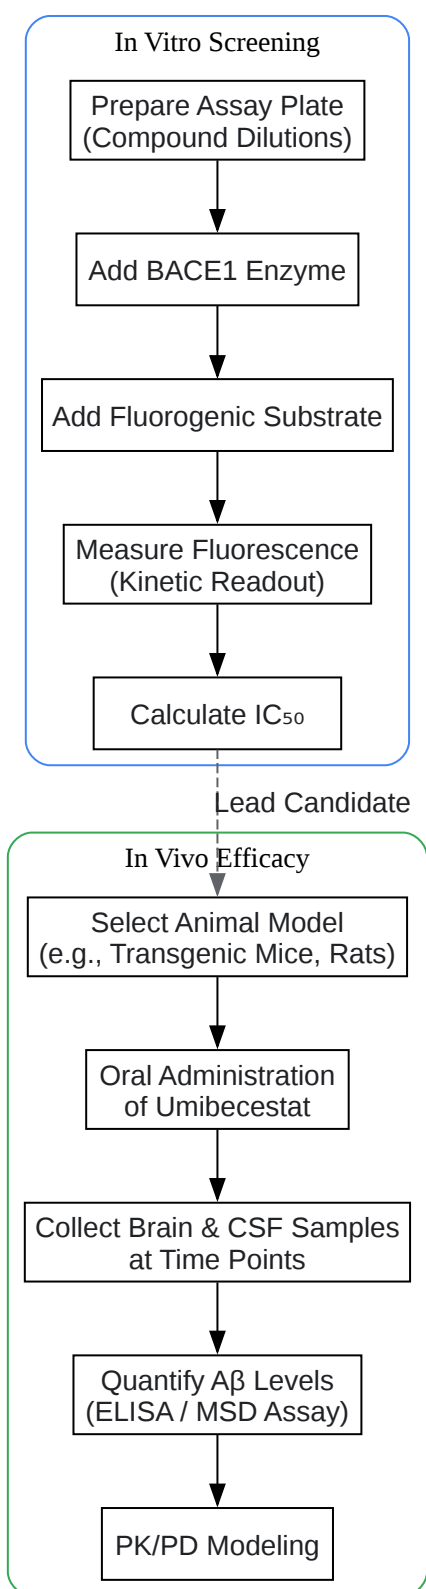 In Vitro Screening
Prepare Assay Plate
(Compound Dilutions)
Add BACE1 Enzyme
Add Fluorogenic Substrate
Measure Fluorescence
(Kinetic Readout)
Calculate IC₅₀
Lead Candidate
In Vivo Efficacy
Select Animal Model
(e.g., Transgenic Mice, Rats)
Oral Administration
of Umibecestat
Collect Brain & CSF Samples
at Time Points
Quantify Aβ Levels
(ELISA / MSD Assay)
PK/PD Modeling